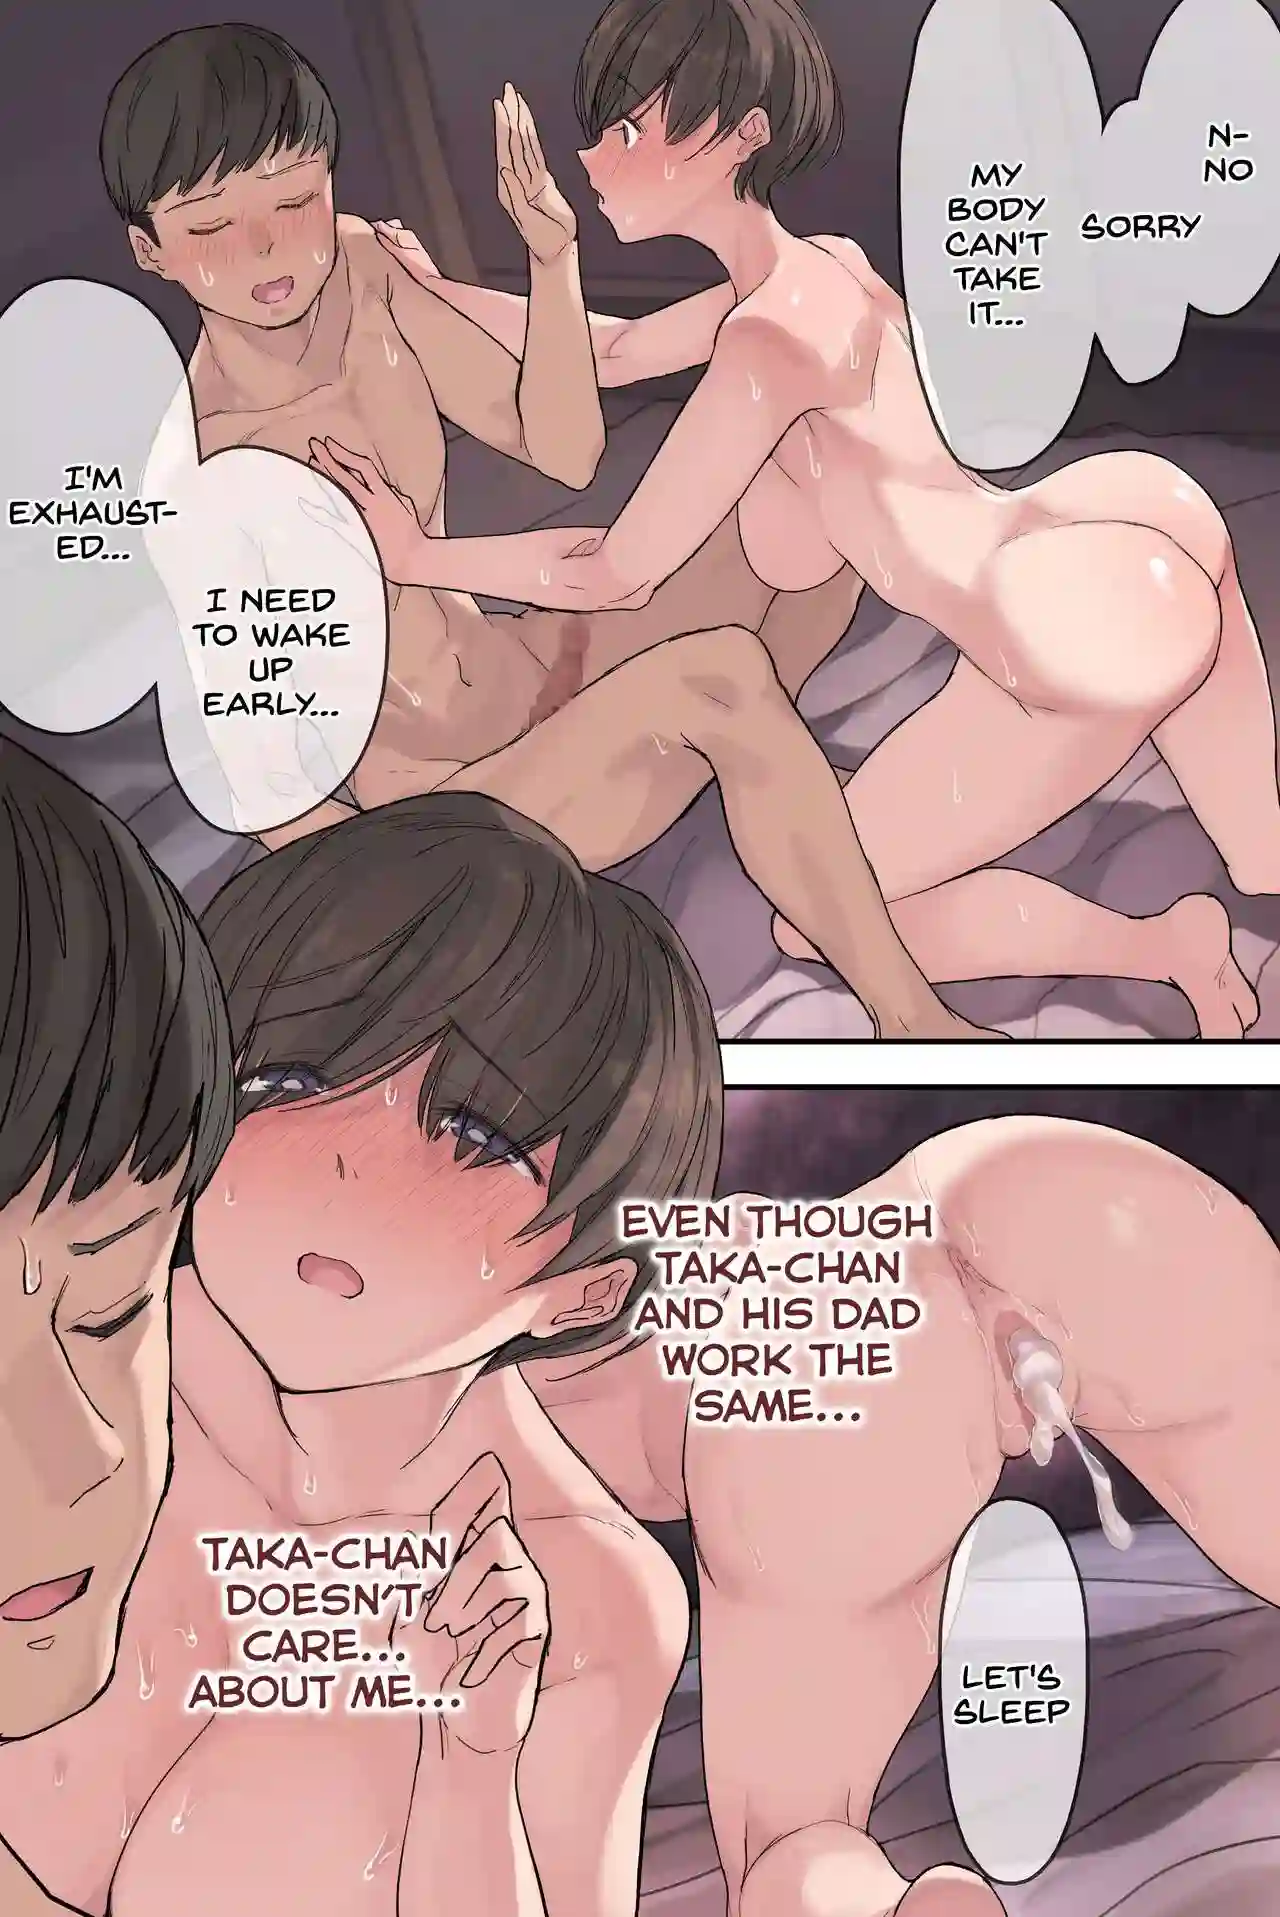 N-
NO
SORRY
MY
BODY
CAN'T
TAKE
IT...
I'M
EXHAUST-
ED...
I NEED
TO WAKE
UP
EARLY...
EVEN THOUGH
TAKA-CHAN
AND HIS DAD
WORK THE
SAME...
TAKA-CHAN
DOESN'T
CARE...
ABOUT ME...
LET'S
SLEEP